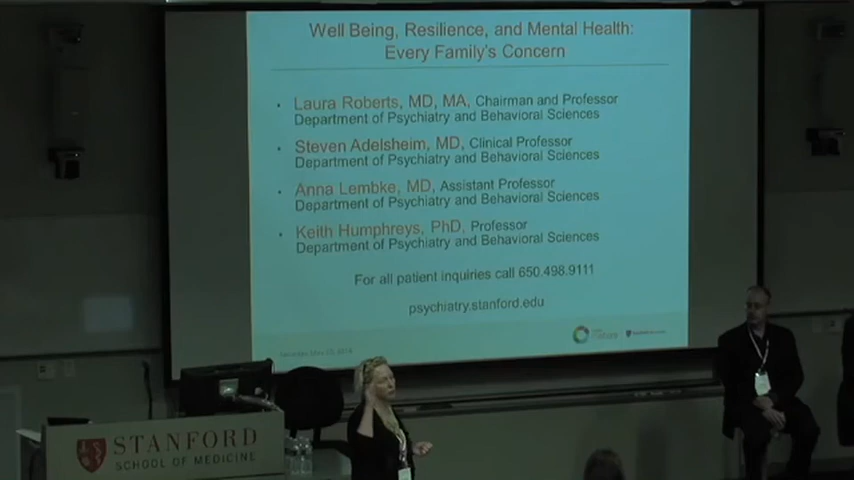 Well Being, Resilience, and Mental Health:
Every Family's Concern
Laura Roberts, MD, MA, Chairman and Professor
Department of Psychiatry and Behavioral Sciences
Steven Adelsheim, MD, Clinical Professor
Department of Psychiatry and Behavioral Sciences
Anna Lembke, MD, Assistant Professor
Department of Psychiatry and Behavioral Sciences
Keith Humphreys, PhD, Professor
Department of Psychiatry and Behavioral Sciences
For all patient inquiries call 650.498.9111
psychiatry.stanford.edu
STANFORD
SCHOOL OF MEDICINE